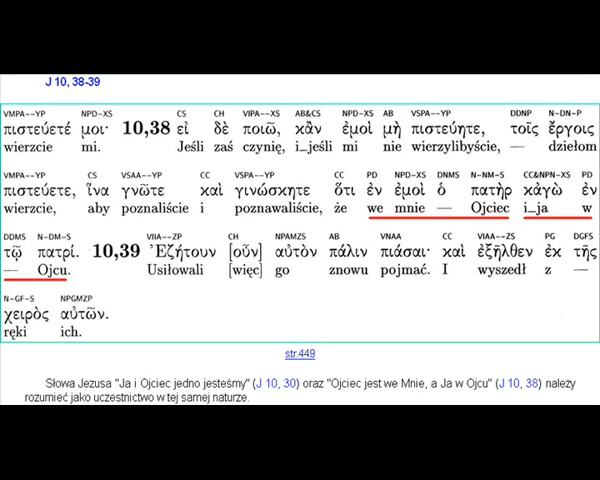 J 10, 38-39
VMPA--YP NPD-XS CS CH VIPA--XS AB&CS NPD-XS AB VSPA--YP DDNP N-DN-P
πιστεύετέ μοι· 10,38 εἰ δὲ ποιῶ, κἂν ἐμοὶ μὴ πιστεύητε, τοῖς ἔργοις
wierzcie mi. Jeśli zaś czynię, i_jeśli mi nie wierzylibyście, — dziełom
VMPA--YP CS VSAA--YP CC VSPA--YP CC PD NPD-XS DNMS N-NM-S CC&NPN-XS PD
πιστεύετε, ἵνα γνῶτε καὶ γινώσκητε ὅτι ἐν ἐμοὶ ὁ πατὴρ κἀγὼ ἐν
wierzcie, aby poznaliście i poznawaliście, że we mnie — Ojciec i_ja w
DDMS N-DM-S VIIA--ZP CH NPAMZS AB VNAA CC VIAA--ZS PG DGFS
τῷ πατρί. 10,39 Ἐζήτουν [οὖν] αὐτὸν πάλιν πιάσαι· καὶ ἐξῆλθεν ἐκ τῆς
— Ojcu. Usiłowali [więc] go znowu pojmać. I wyszedł z —
N-GF-S NPGMZP
χειρὸς αὐτῶν.
ręki ich.
str.449
Słowa Jezusa "Ja i Ojciec jedno jesteśmy" (J 10, 30) oraz "Ojciec jest we Mnie, a Ja w Ojcu" (J 10, 38) należy
rozumieć jako uczestnictwo w tej samej naturze.